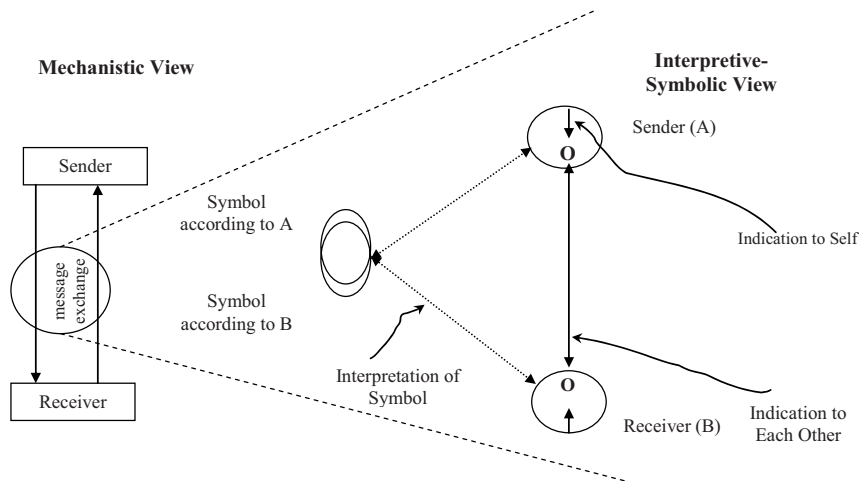 Mechanistic View
Sender
message
exchange
Receiver
Symbol
according to A
Symbol
according to B
Interpretation of
Symbol
Interpretive-
Symbolic View
Sender (A)
O
Indication to Self
O
Receiver (B)
Indication to
Each Other